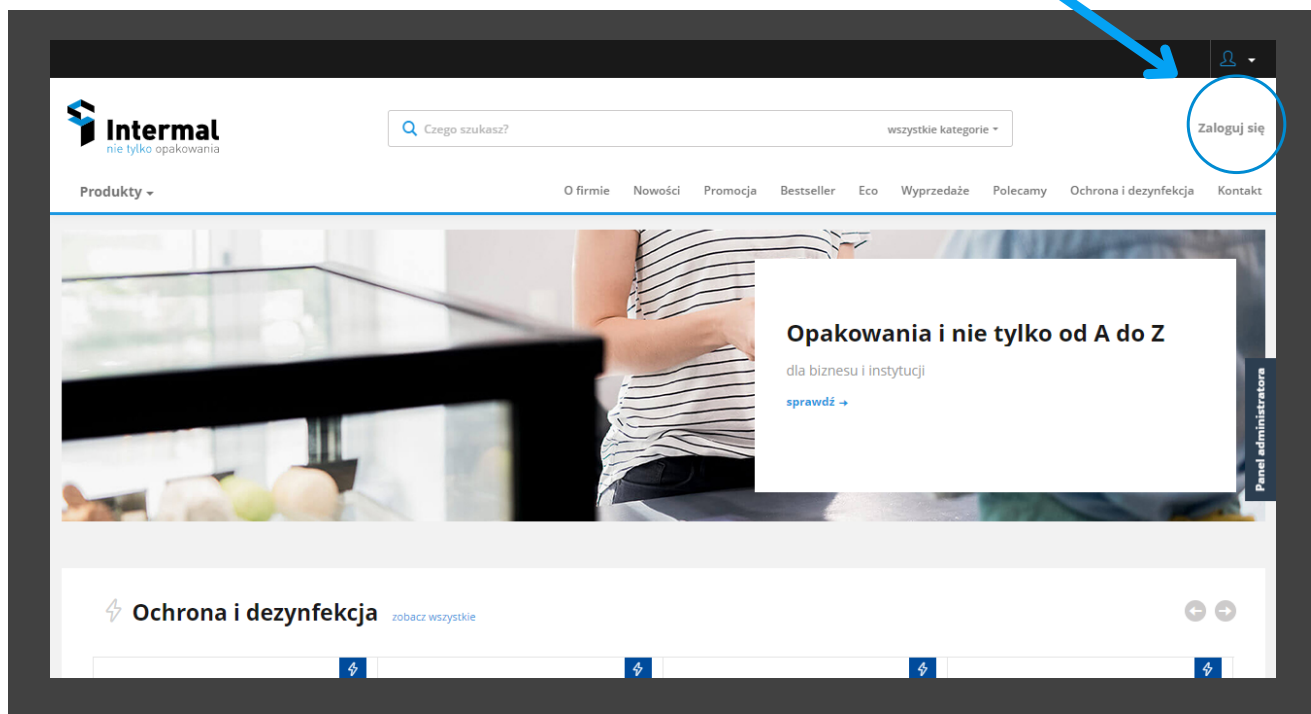 Intermal
nie tylko opakowania
Czego szukasz?
wszystkie kategorie
Zaloguj się
Produkty
O firmie Nowości Promocja Bestseller Eco Wyprzedaże Polecamy Ochrona i dezynfekcja Kontakt
Opakowania i nie tylko od A do Z
dla biznesu i instytucji
sprawdź →
Panel administratora
Ochrona i dezynfekcja zobacz wszystkie